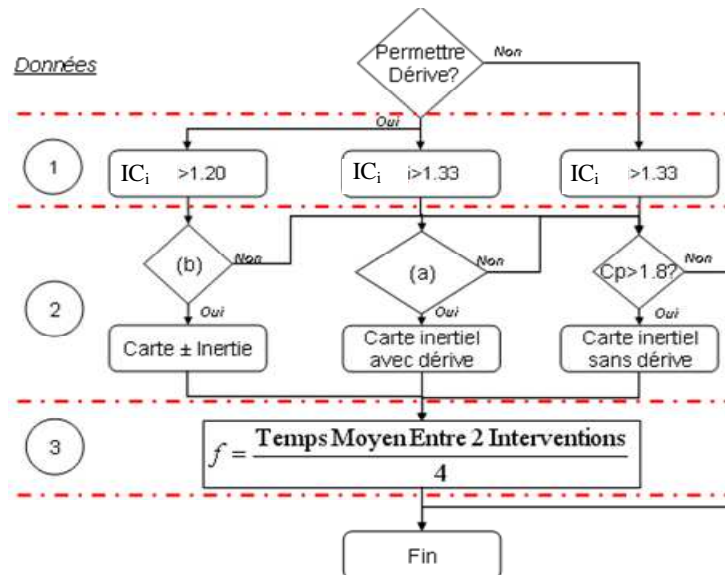 Données
Permettre
Dérive?
Non
Oui
1
ICi >1.20
ICi i>1.33
ICi >1.33
2
(b)
Non
(a)
Non
Cp>1.8?
Non
Oui
Oui
Oui
Carte ± Inertie
Carte inertiel
avec dérive
Carte inertiel
sans dérive
3
f = Temps Moyen Entre 2 Interventions
4
Fin